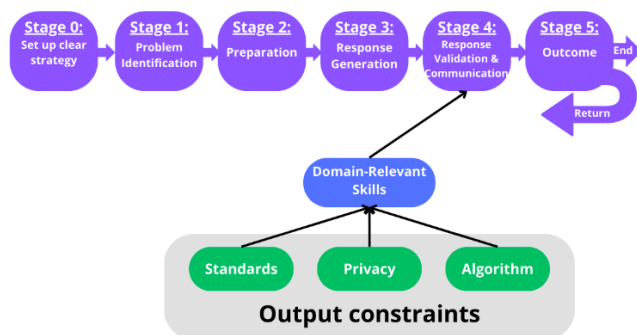 Stage 0:
Set up clear
strategy
Stage 1:
Problem
Identification
Stage 2:
Preparation
Stage 3:
Response
Generation
Stage 4:
Response
Validation &
Communication
Stage 5:
Outcome
End
Return
Domain-Relevant
Skills
Standards
Privacy
Algorithm
Output constraints